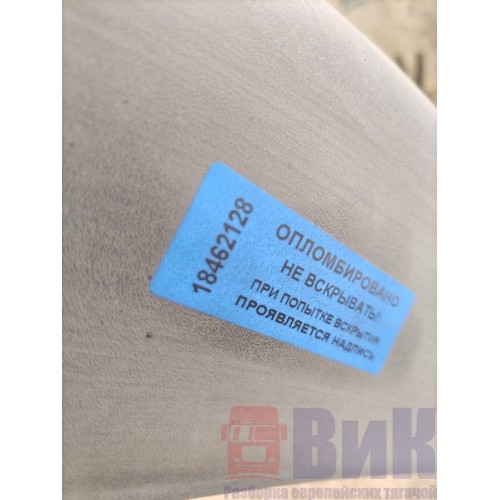 18462128
ОПЛОМБИРОВАНО
НЕ ВСКРЫВАТЬ!
ПРИ ПОПЫТКЕ ВСКРЫТИЯ
ПРОЯВЛЯЕТСЯ НАДПИСЬ
ВиК
Разборка европейских тягачей